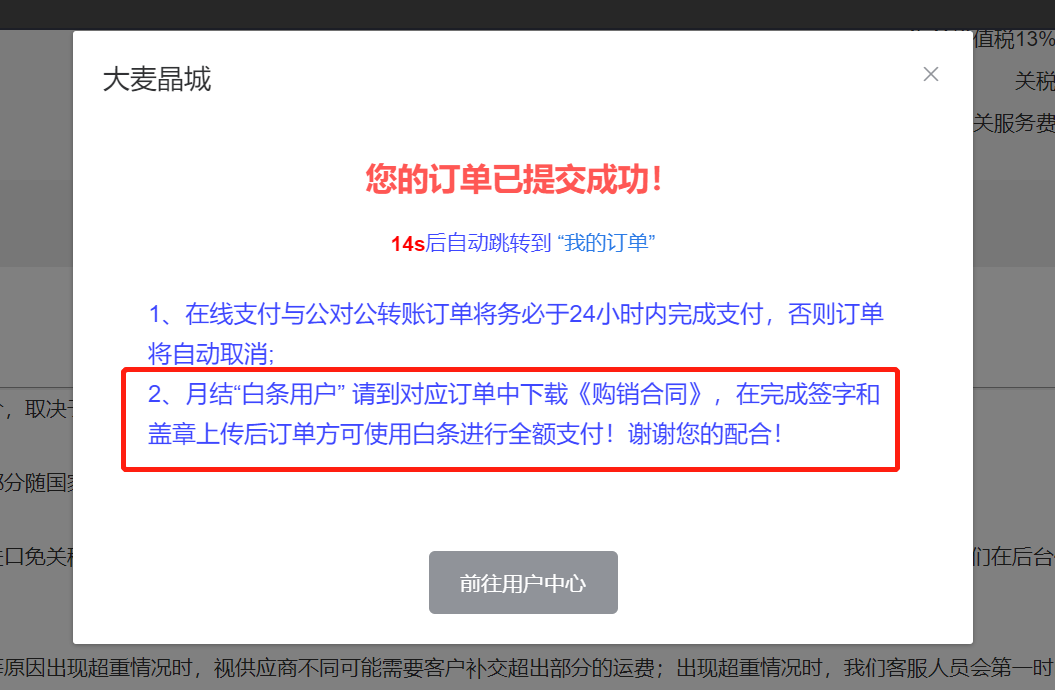 值税13%
关税
关服务费
大麦晶城
您的订单已提交成功！
14s后自动跳转到 “我的订单”
1、在线支付与公对公转账订单将务必于24小时内完成支付，否则订单
将自动取消;
2、月结“白条用户” 请到对应订单中下载《购销合同》，在完成签字和
盖章上传后订单方可使用白条进行全额支付！谢谢您的配合！
，取决于
部分随国家
进口免关税
们在后台
前往用户中心
原因出现超重情况时，视供应商不同可能需要客户补交超出部分的运费；出现超重情况时，我们客服人员会第一时